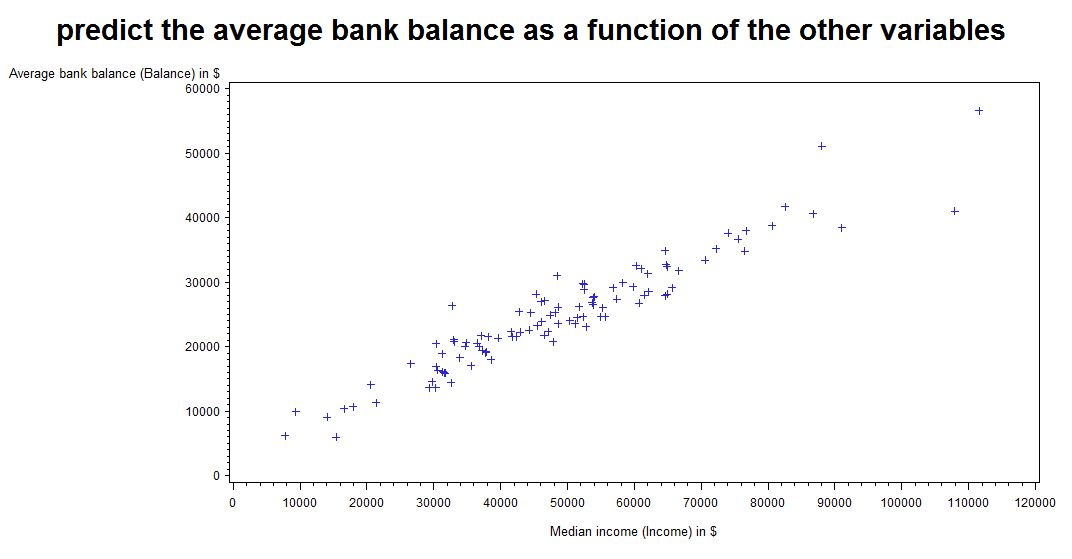 predict the average bank balance as a function of the other variables
Average bank balance (Balance) in $
60000
50000
40000
30000
20000
10000
0
0 10000 20000 30000 40000 50000 60000 70000 80000 90000 100000 110000 120000
Median income (Income) in $